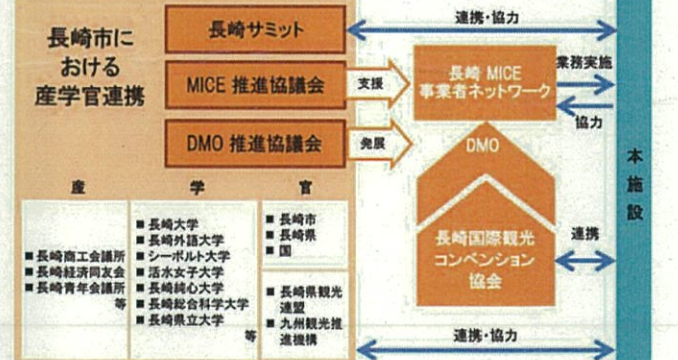 長崎市に
おける
産学官連携
長崎サミット
MICE 推進協議会
DMO 推進協議会
支援
発展
連携・協力
長崎 MICE
事業者ネットワーク
業務実施
協力
DMO
長崎国際観光
コンベンション
協会
連携
連携・協力
本施設
産
■ 長崎商工会議所
■ 長崎経済同友会
■ 長崎青年会議所
等
学
■ 長崎大学
■ 長崎外語大学
■ シーボルト大学
■ 活水女子大学
■ 長崎純心大学
■ 長崎総合科学大学
■ 長崎県立大学
等
官
■ 長崎市
■ 長崎県
■ 国
■ 長崎県観光
連盟
■ 九州観光推
進機構